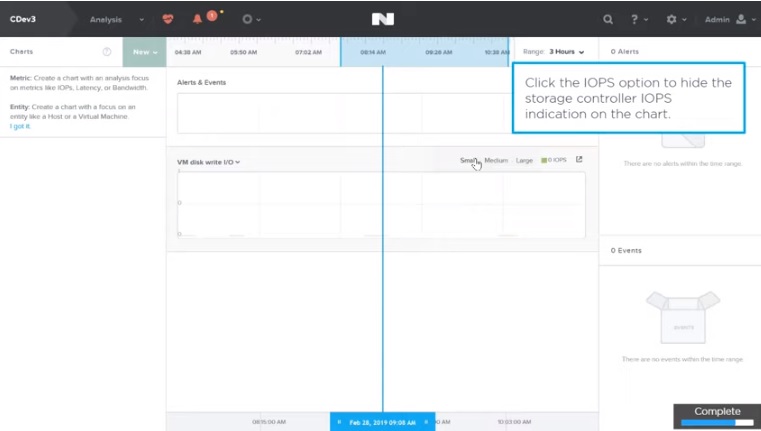 CDev3
Analysis
1
?
Admin
Charts
?
New
04:38 AM 05:50 AM 07:02 AM 08:14 AM 09:26 AM 10:38 AM
Range: 3 Hours
0 Alerts
Metric: Create a chart with an analysis focus
on metrics like IOPS, Latency, or Bandwidth.
Entity: Create a chart with a focus on an
entity like a Host or a Virtual Machine.
I got it.
Alerts & Events
Click the IOPS option to hide the
storage controller IOPS
indication on the chart.
There are no alerts within the time range.
VM disk write I/O
Small Medium Large 0 IOPS
1
0
0
0 Events
There are no events within the time range
08:15:00 AM
Feb 28, 2019 09:08 AM
10:03:00 AM
Complete